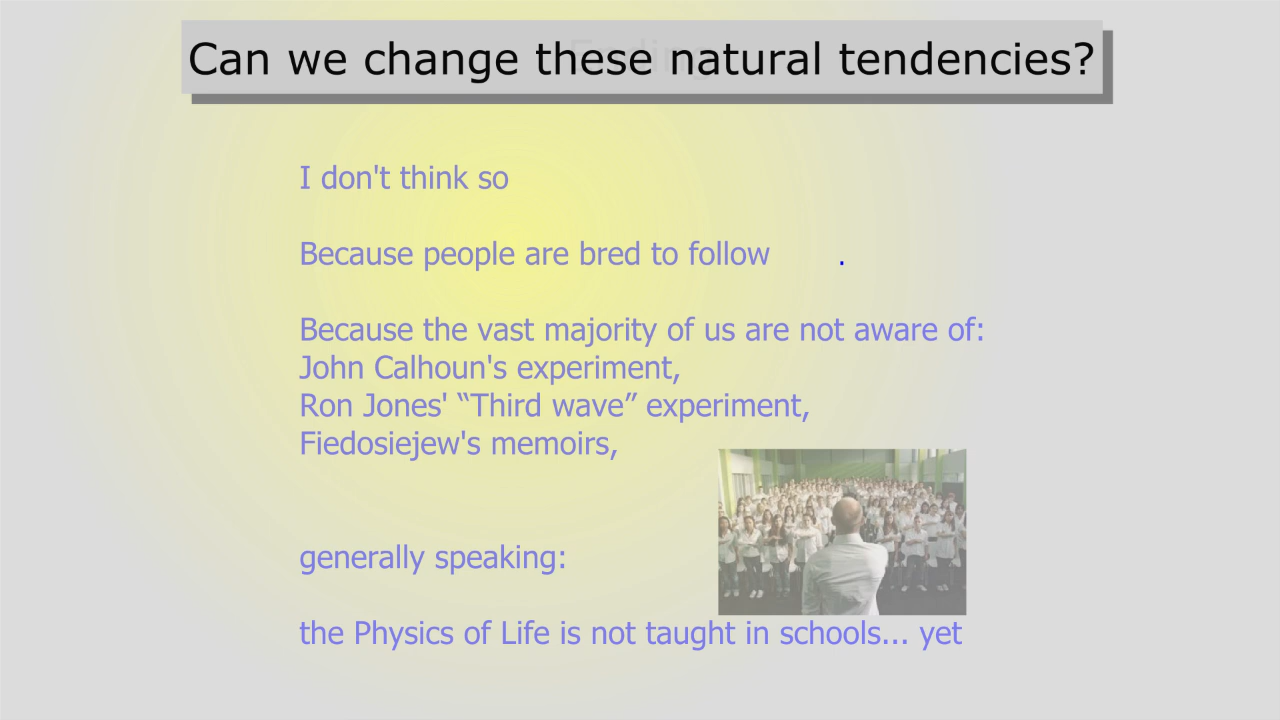 Can we change these natural tendencies?
I don't think so
Because people are bred to follow .
Because the vast majority of us are not aware of:
John Calhoun's experiment,
Ron Jones' “Third wave” experiment,
Fiedosiejew's memoirs,
generally speaking:
the Physics of Life is not taught in schools... yet